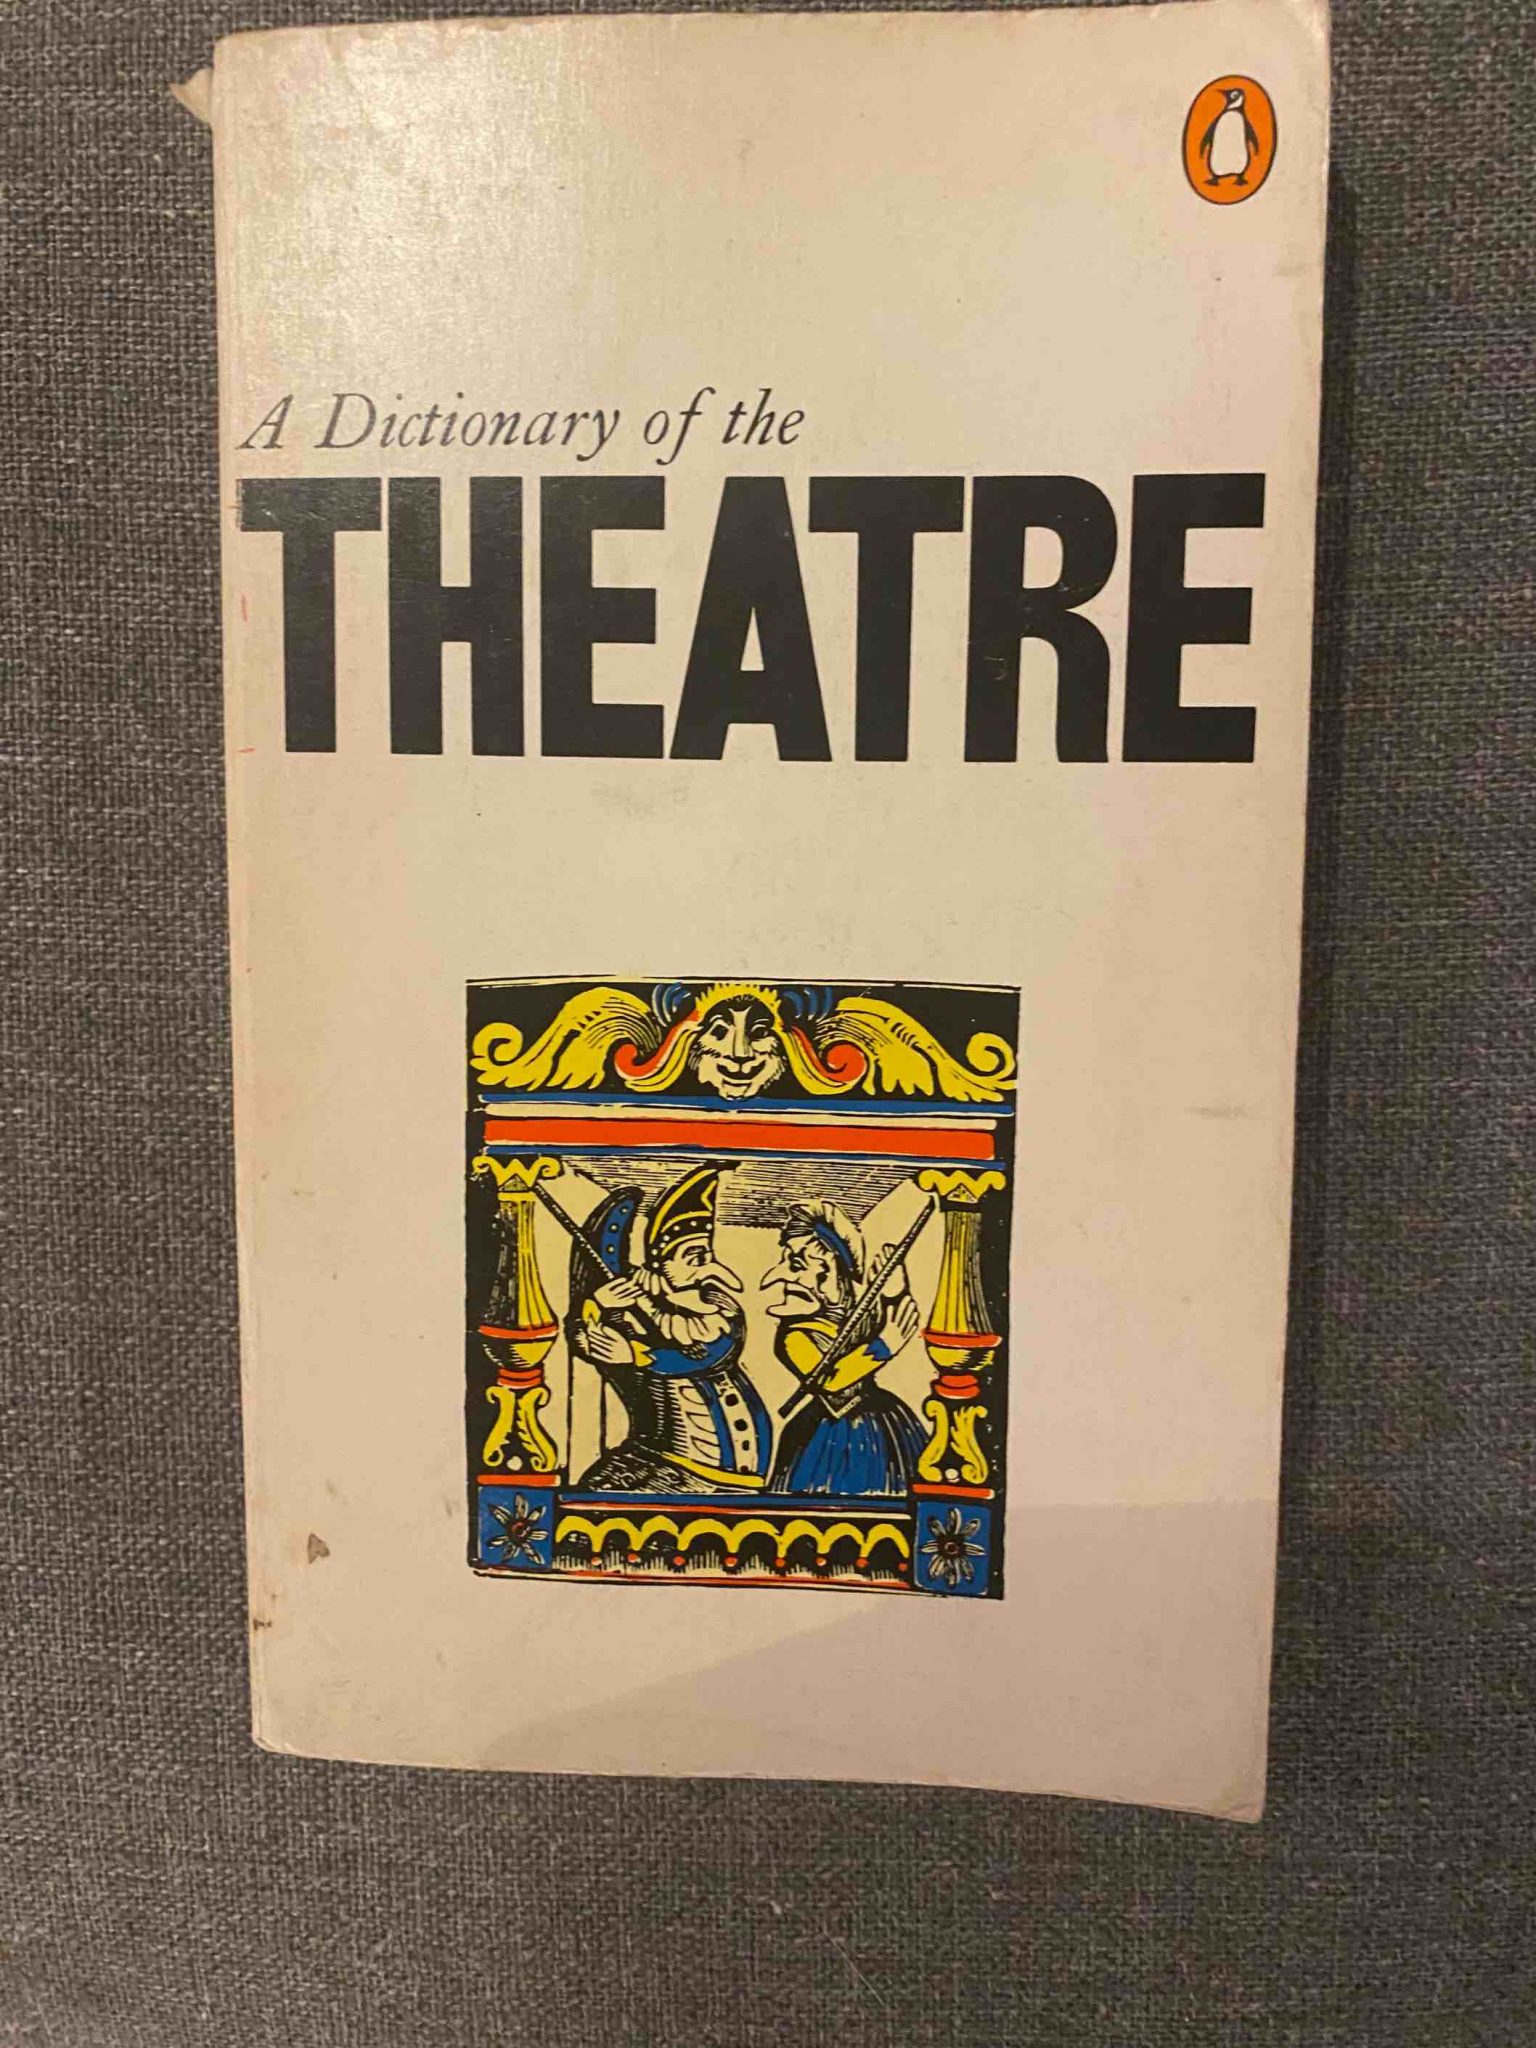 A Dictionary of the
THEATRE